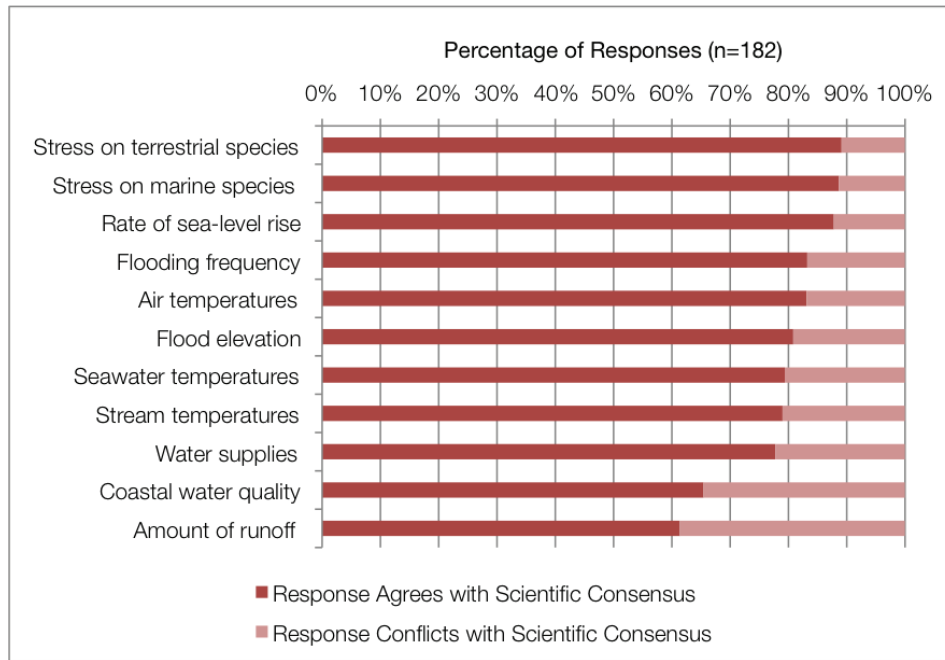 Percentage of Responses (n=182)
0% 10% 20% 30% 40% 50% 60% 70% 80% 90% 100%
Stress on terrestrial species
Stress on marine species
Rate of sea-level rise
Flooding frequency
Air temperatures
Flood elevation
Seawater temperatures
Stream temperatures
Water supplies
Coastal water quality
Amount of runoff
Response Agrees with Scientific Consensus
Response Conflicts with Scientific Consensus